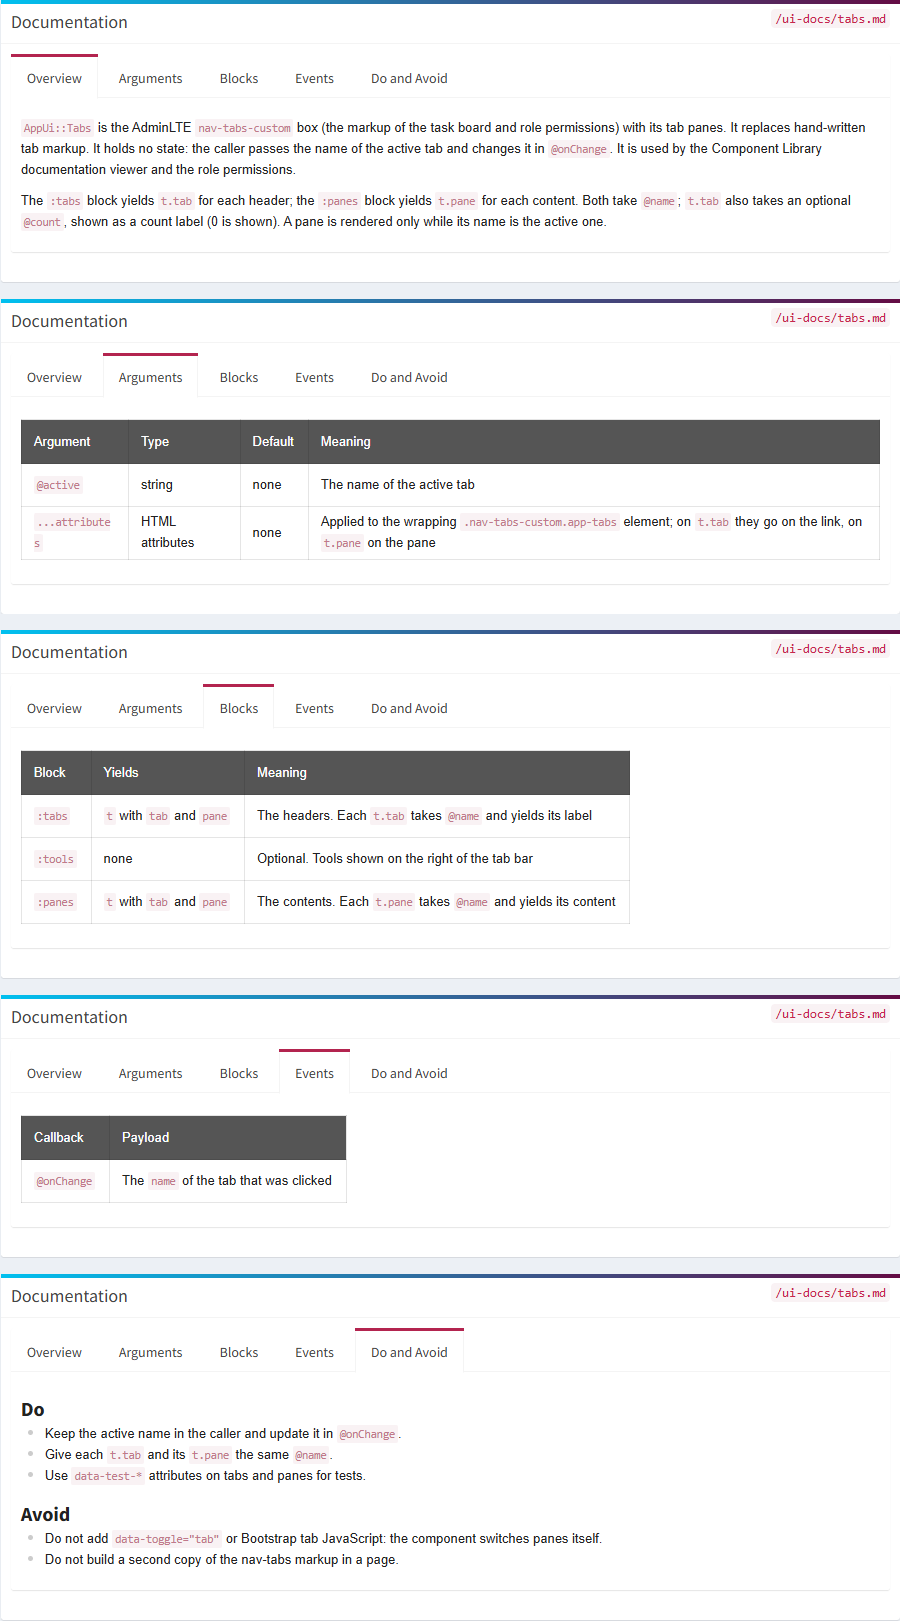 Documentation
/ui-docs/tabs.md
Overview Arguments Blocks Events Do and Avoid
AppUi::Tabs is the AdminLTE nav-tabs-custom box (the markup of the task board and role permissions) with its tab panes. It replaces hand-written
tab markup. It holds no state: the caller passes the name of the active tab and changes it in @onChange. It is used by the Component Library
documentation viewer and the role permissions.
The :tabs block yields t.tab for each header; the :panes block yields t.pane for each content. Both take @name; t.tab also takes an optional
@count, shown as a count label (0 is shown). A pane is rendered only while its name is the active one.
Documentation
/ui-docs/tabs.md
Overview Arguments Blocks Events Do and Avoid
Argument Type Default Meaning
@active string none The name of the active tab
...attribute
s
HTML
attributes
none
Applied to the wrapping .nav-tabs-custom.app-tabs element; on t.tab they go on the link, on
t.pane on the pane
Documentation
/ui-docs/tabs.md
Overview Arguments Blocks Events Do and Avoid
Block Yields Meaning
:tabs t with tab and pane The headers. Each t.tab takes @name and yields its label
:tools none Optional. Tools shown on the right of the tab bar
:panes t with tab and pane The contents. Each t.pane takes @name and yields its content
Documentation
/ui-docs/tabs.md
Overview Arguments Blocks Events Do and Avoid
Callback Payload
@onChange The name of the tab that was clicked
Documentation
/ui-docs/tabs.md
Overview Arguments Blocks Events Do and Avoid
Do
Keep the active name in the caller and update it in @onChange.
Give each t.tab and its t.pane the same @name.
Use data-test-* attributes on tabs and panes for tests.
Avoid
Do not add data-toggle="tab" or Bootstrap tab JavaScript: the component switches panes itself.
Do not build a second copy of the nav-tabs markup in a page.